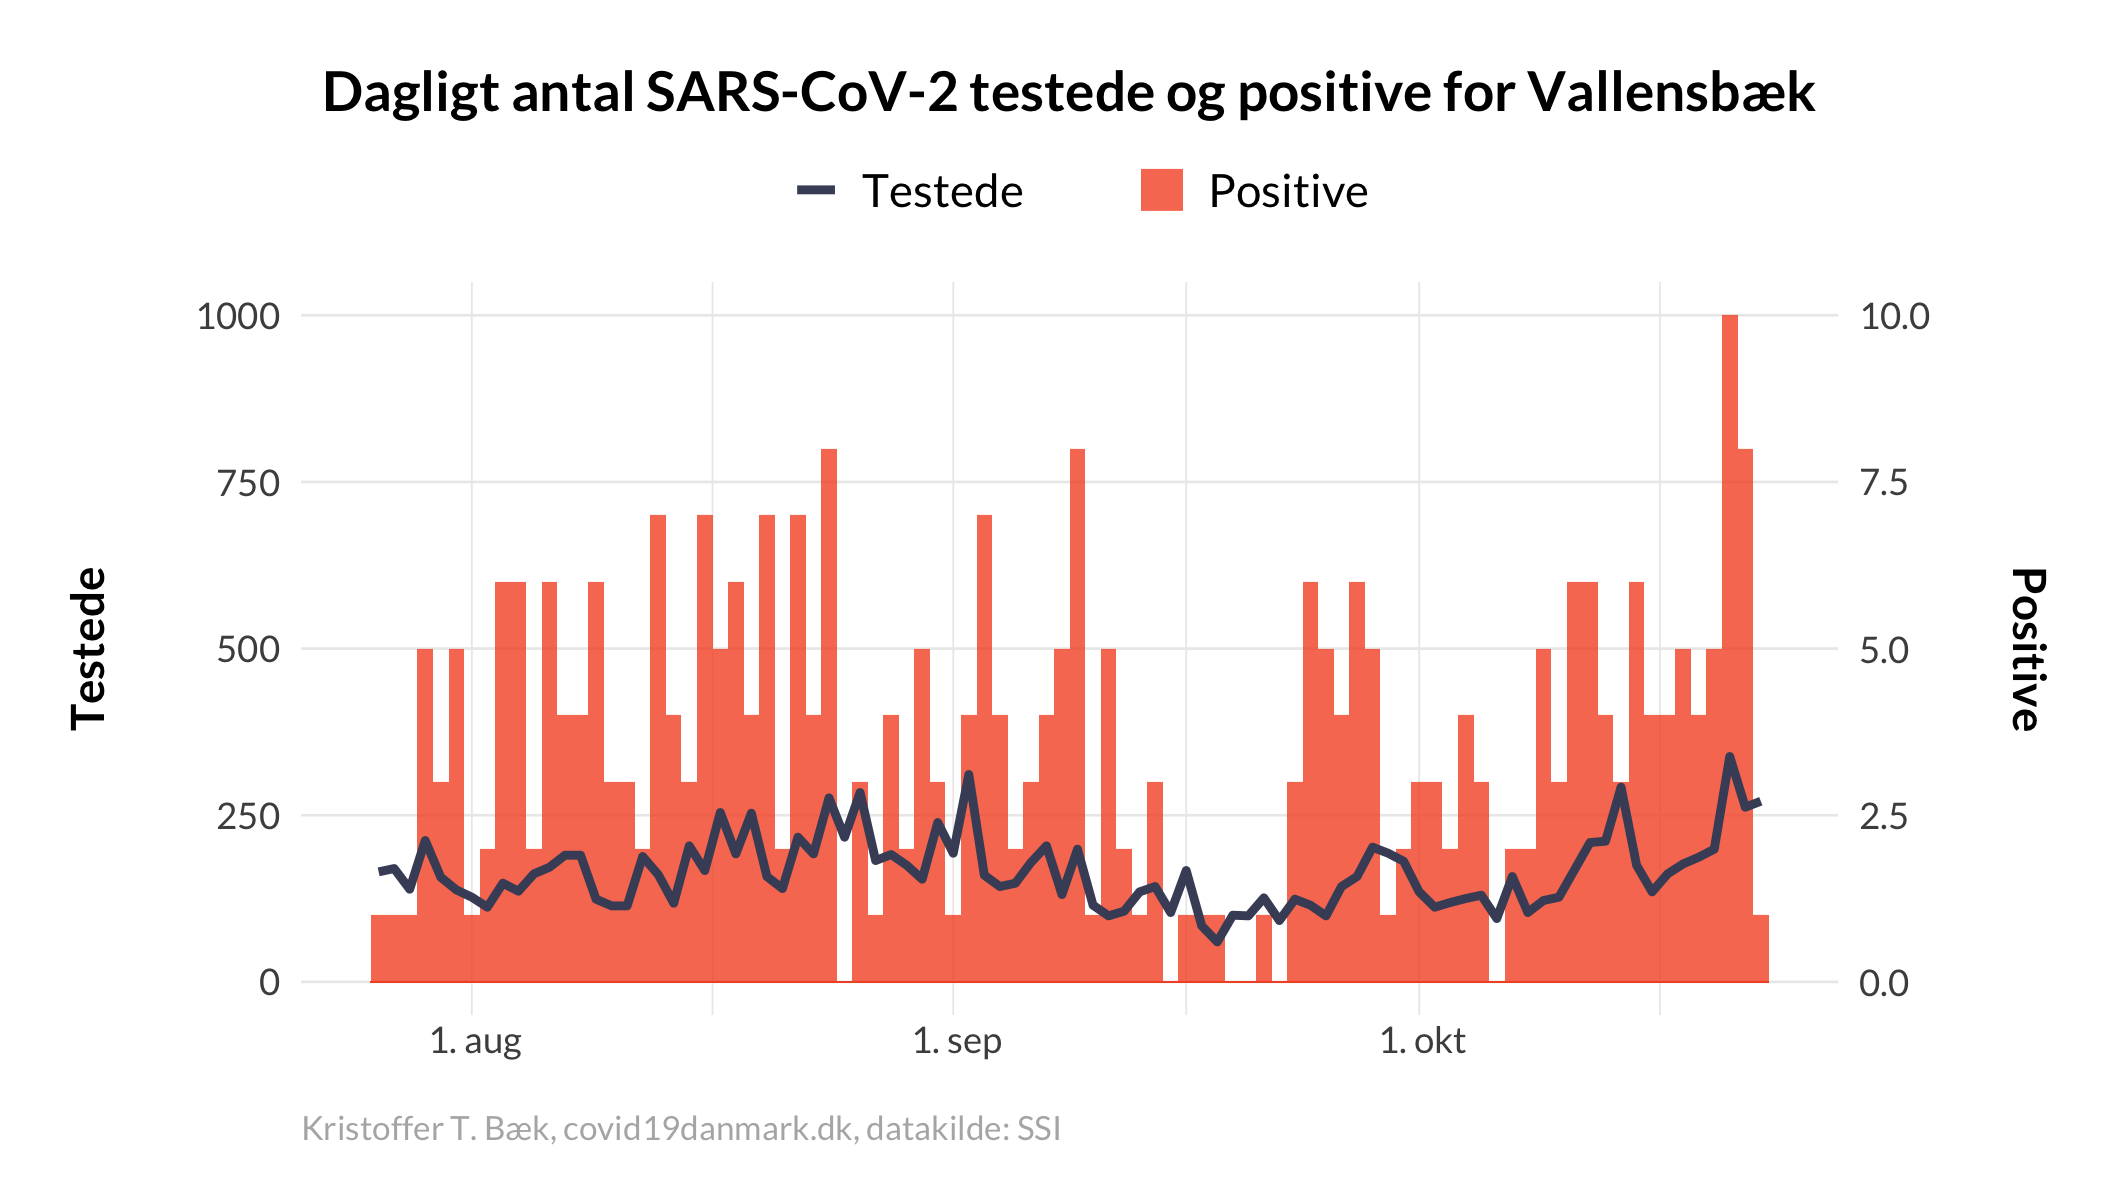 Dagligt antal SARS-CoV-2 testede og positive for Vallensbæk
Testede Positive
1000 10.0
750 7.5
500 5.0
250 2.5
0 0.0
Testede
Positive
1. aug 1. sep 1. okt
Kristoffer T. Bæk, covid19danmark.dk, datakilde: SSI